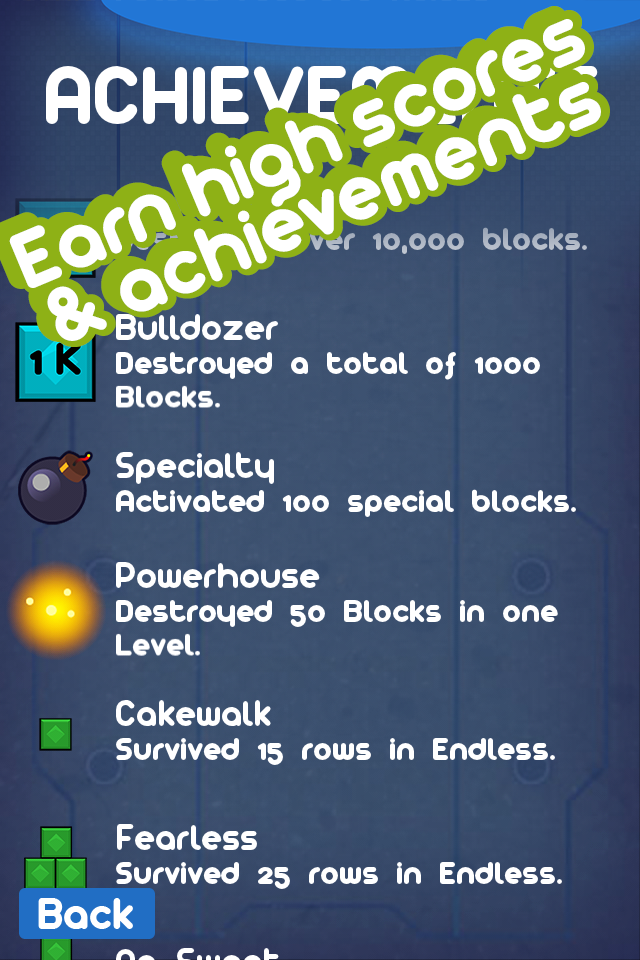 Earn high scores
& achievements
10,000 blocks.
1K
Bulldozer
Destroyed a total of 1000
Blocks.
Specialty
Activated 100 special blocks.
Powerhouse
Destroyed 50 Blocks in one
Level.
Cakewalk
Survived 15 rows in Endless.
Fearless
Survived 25 rows in Endless.
Back